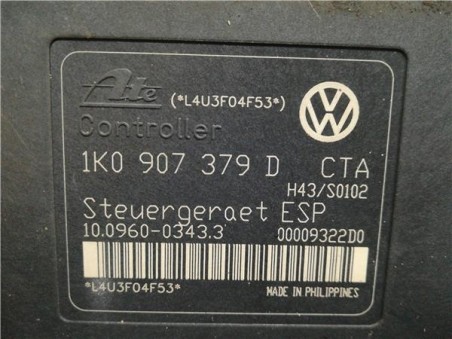 Ate (*L4U3F04F53*)
Controller
1K0 907 379 D CTA
H43/S0102
Steuergeraet ESP
10.0960-0343.3 00009322D0
*L4U3F04F53* MADE IN PHILIPPINES